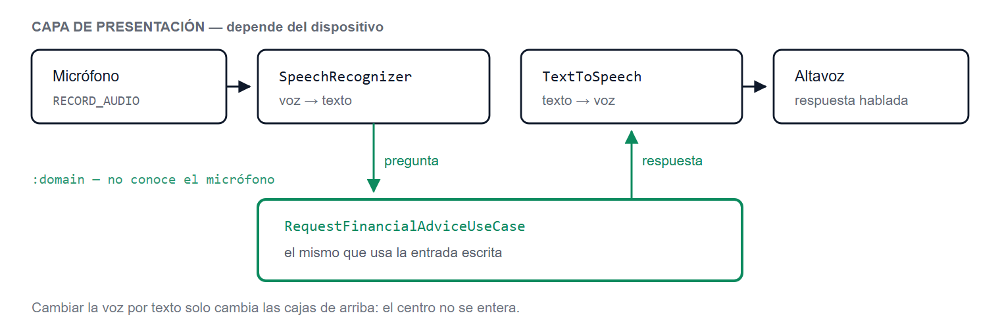 CAPA DE PRESENTACIÓN — depende del dispositivo
Micrófono
RECORD_AUDIO
SpeechRecognizer
voz → texto
TextToSpeech
texto → voz
Altavoz
respuesta hablada
pregunta
respuesta
:domain — no conoce el micrófono
RequestFinancialAdviceUseCase
el mismo que usa la entrada escrita
Cambiar la voz por texto solo cambia las cajas de arriba: el centro no se entera.